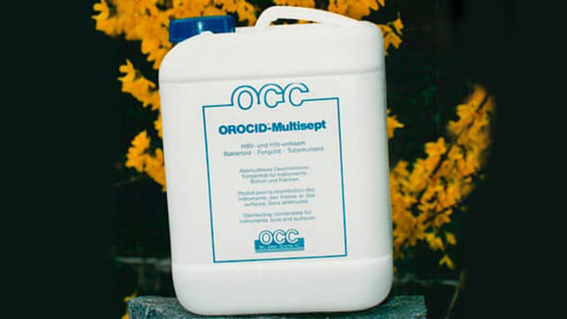 OCC
OROCID®-Multisept
HBV- und HIV-wirksam
Bakterizid - Fungizid - Tuberkulozid
Aldehydfreies Desinfektions-
Konzentrat für Instrumente,
Bohrer und Flächen.
Produit pour la désinfection des
instruments, des fraises et des
surfaces. Sans aldéhydes.
Disinfecting concentrate for
instruments, burs and surfaces
OCC